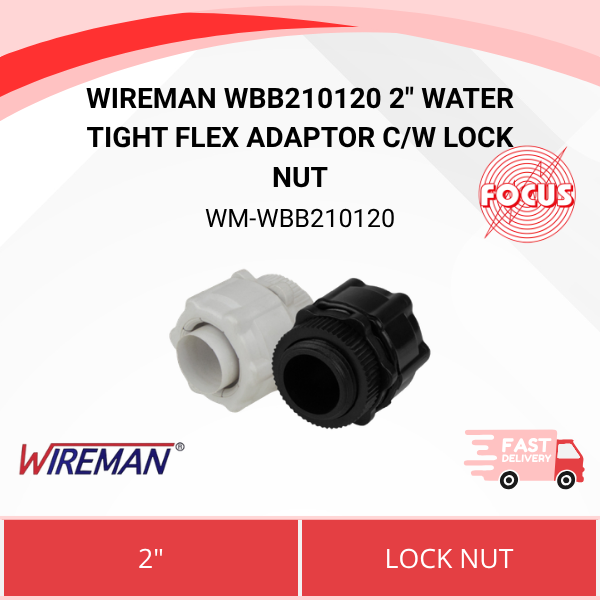 WIREMAN WBB210120 2" WATER
TIGHT FLEX ADAPTOR C/W LOCK
NUT
WM-WBB210120
FOCUS
WIREMAN®
FAST
DELIVERY
2"
LOCK NUT